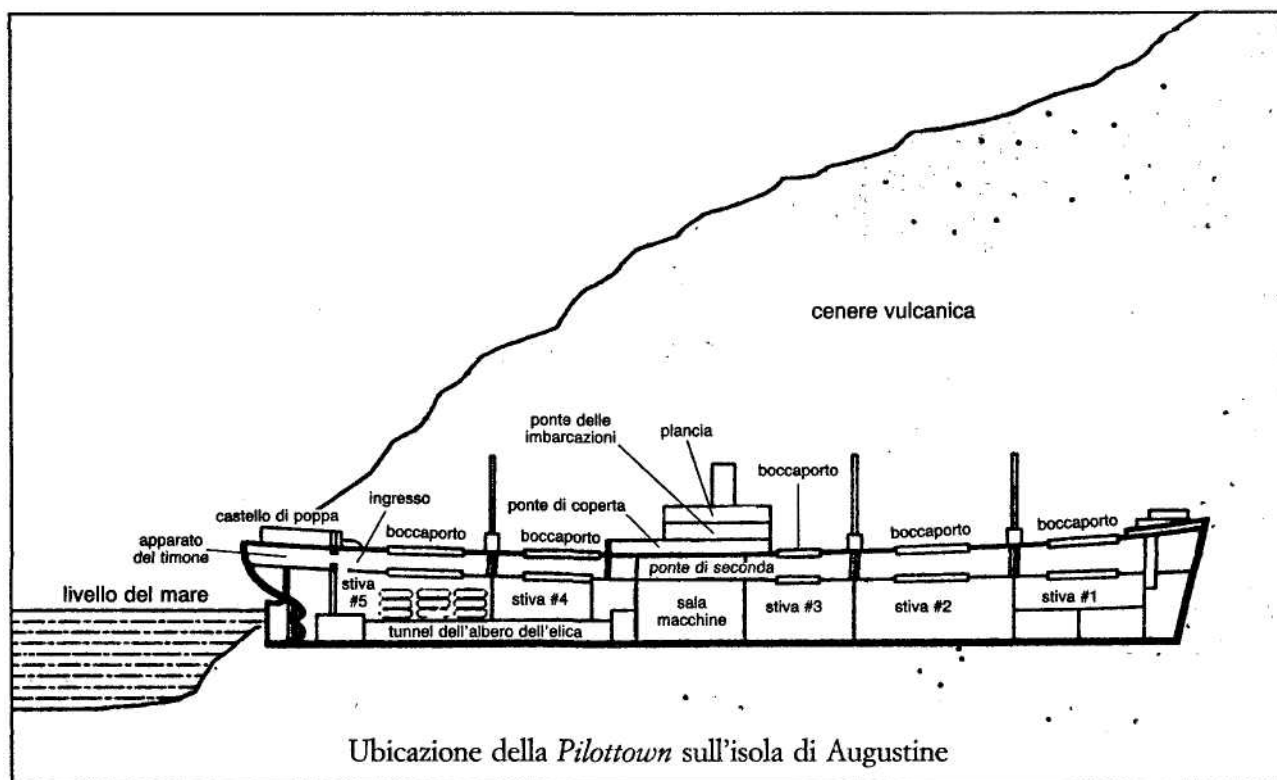 cenere vulcanica
ponte delle
imbarcazioni
plancia
boccaporto
ingresso
ponte di coperta
castello di poppa
boccaporto
boccaporto
boccaporto
boccaporto
apparato
del timone
ponte di seconda
livello del mare
stiva
#5
stiva #4
sala
macchine
stiva #3
stiva #2
stiva #1
tunnel dell'albero dell'elica
Ubicazione della Pilottown sull'isola di Augustine